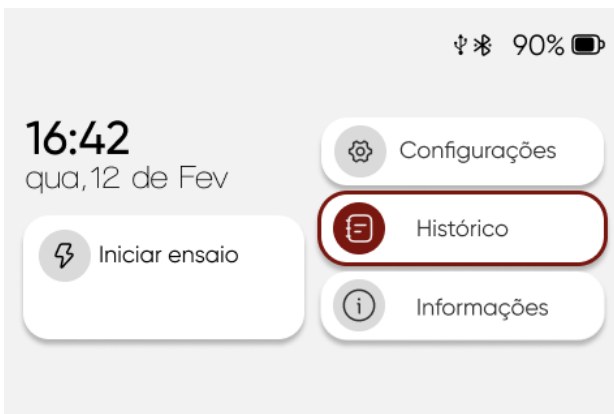 90%
16:42
qua,12 de Fev
Iniciar ensaio
Configurações
Histórico
Informações